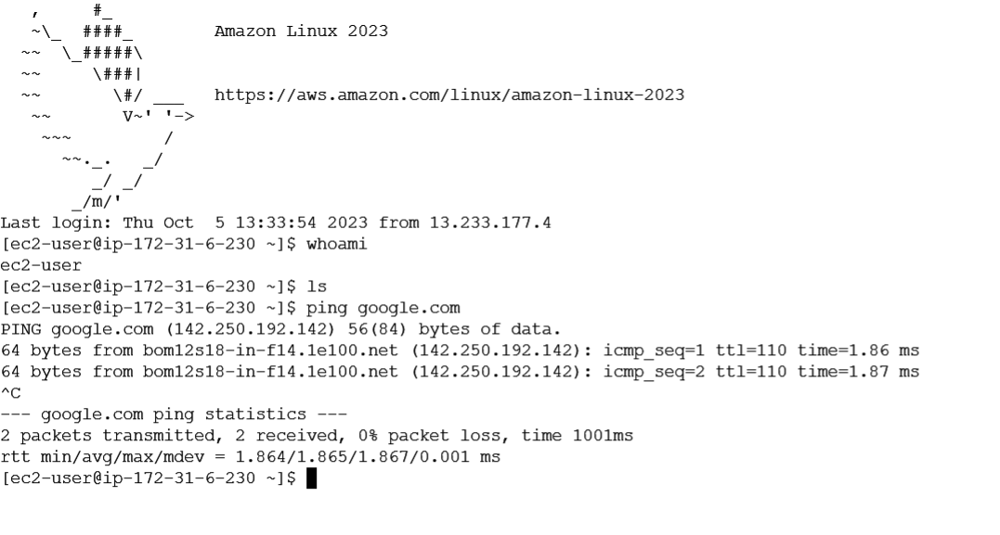 ,     #_
   ~\_  ####_        Amazon Linux 2023
  ~~  \_#####\
  ~~     \###|
  ~~       \#/ ___   https://aws.amazon.com/linux/amazon-linux-2023
   ~~       V~' '->
    ~~~         /
      ~~._.   _/
         _/ _/
       _/m/'
Last login: Thu Oct  5 13:33:54 2023 from 13.233.177.4
[ec2-user@ip-172-31-6-230 ~]$ whoami
ec2-user
[ec2-user@ip-172-31-6-230 ~]$ ls
[ec2-user@ip-172-31-6-230 ~]$ ping google.com
PING google.com (142.250.192.142) 56(84) bytes of data.
64 bytes from bom12s18-in-f14.1e100.net (142.250.192.142): icmp_seq=1 ttl=110 time=1.86 ms
64 bytes from bom12s18-in-f14.1e100.net (142.250.192.142): icmp_seq=2 ttl=110 time=1.87 ms
^C
--- google.com ping statistics ---
2 packets transmitted, 2 received, 0% packet loss, time 1001ms
rtt min/avg/max/mdev = 1.864/1.865/1.867/0.001 ms
[ec2-user@ip-172-31-6-230 ~]$